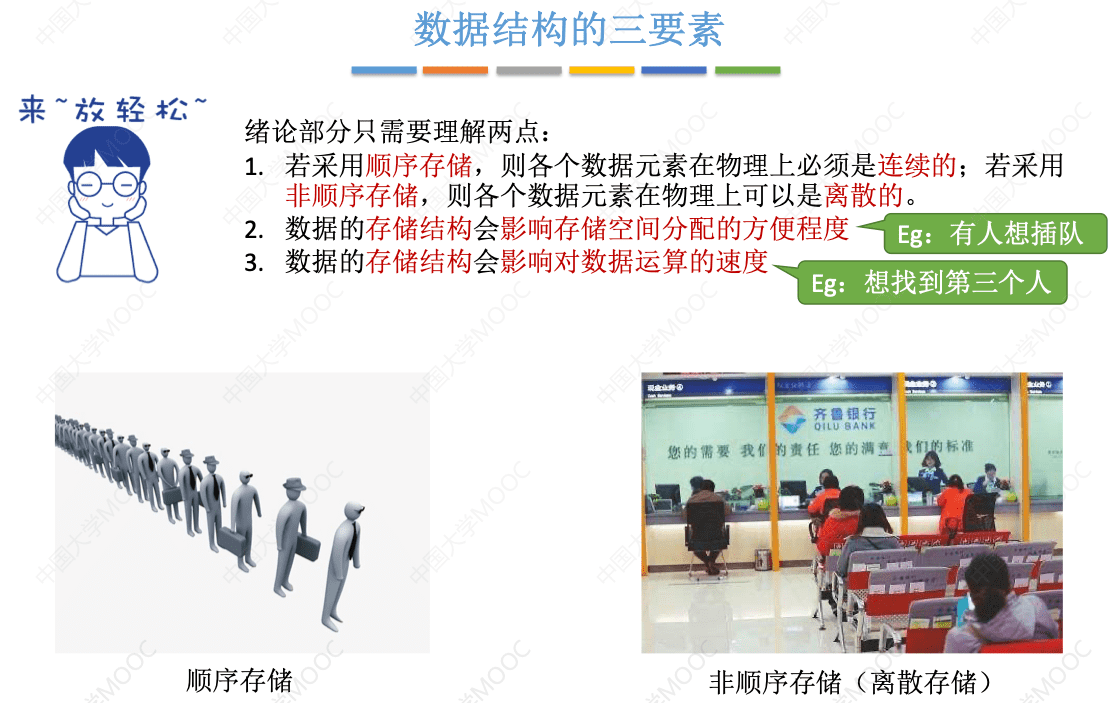 数据结构的三要素
来~放轻松~
绪论部分只需要理解两点：
1. 若采用顺序存储，则各个数据元素在物理上必须是连续的；若采用
非顺序存储，则各个数据元素在物理上可以是离散的。
2. 数据的存储结构会影响存储空间分配的方便程度
Eg：有人想插队
3. 数据的存储结构会影响对数据运算的速度
Eg：想找到第三个人
齐鲁银行
QILU BANK
您的需要 我们的责任 您的满意 我们的标准
顺序存储
非顺序存储（离散存储）
中国大学MOOC